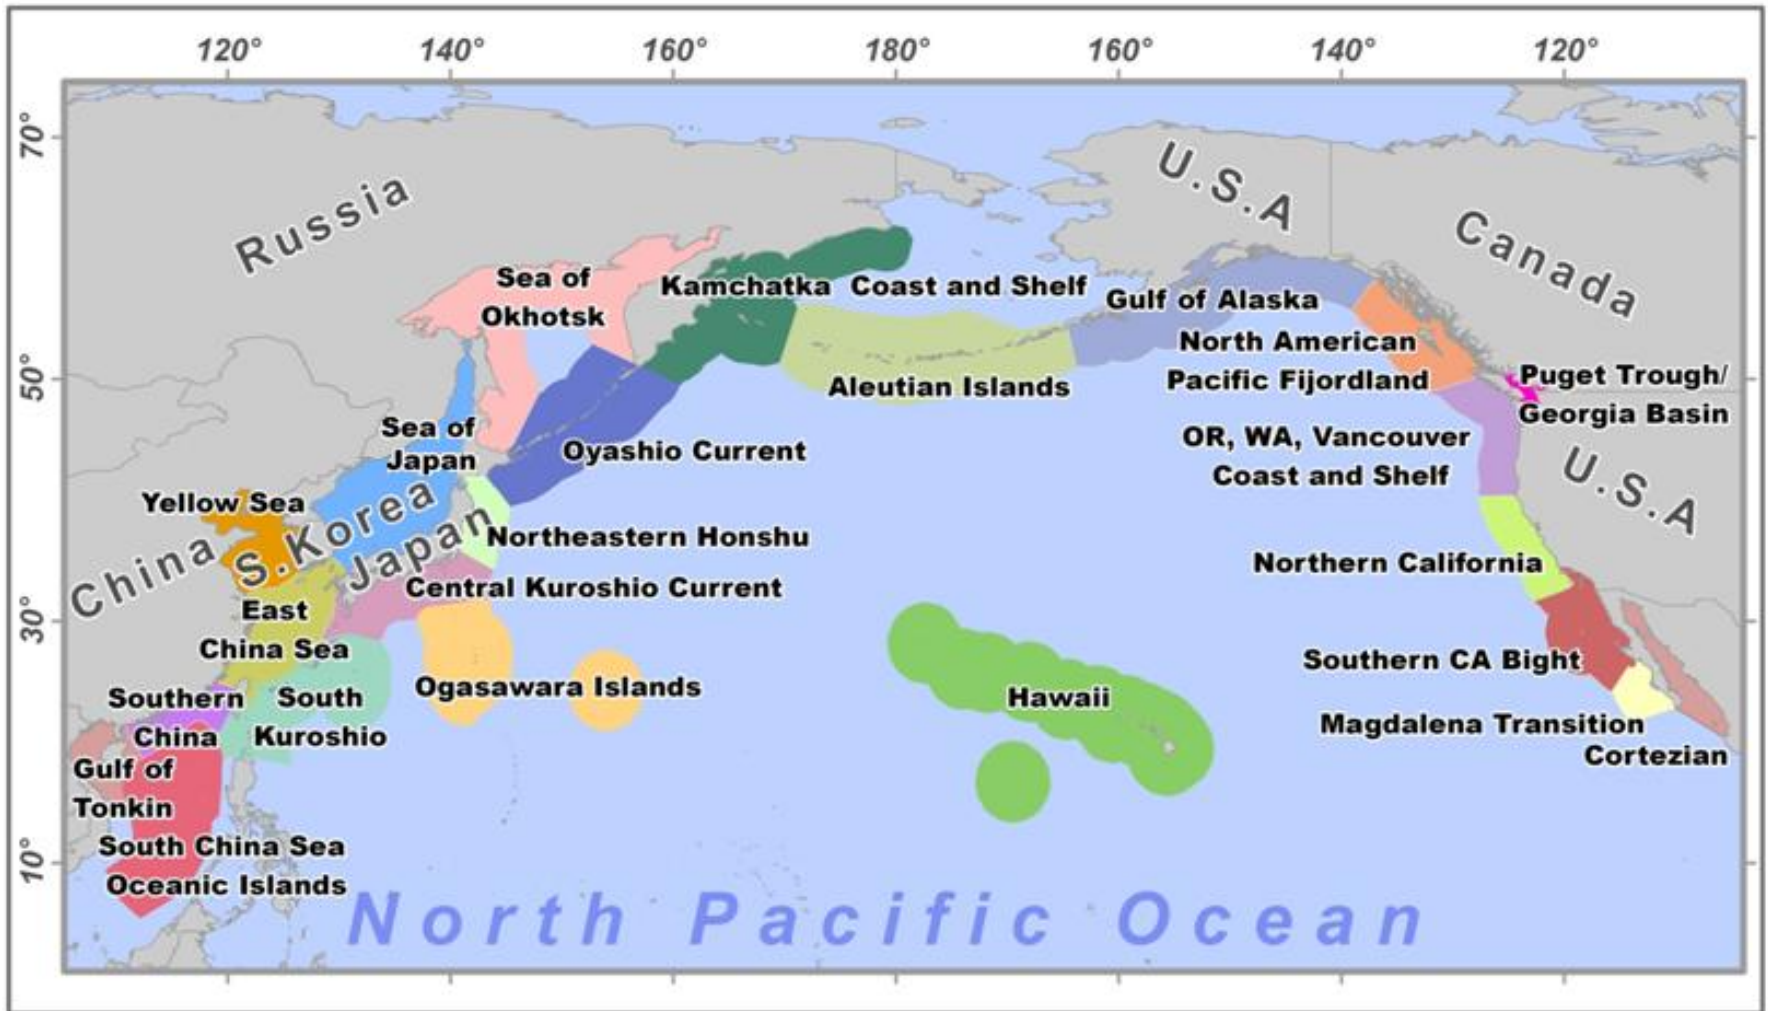 120° 140° 160° 180° 160° 140° 120°
70°
50°
30°
10°
Russia
U.S.A
Canada
Sea of
Okhotsk
Kamchatka Coast and Shelf
Gulf of Alaska
North American
Pacific Fijordland
Aleutian Islands
Puget Trough/
Georgia Basin
Sea of
Japan
Oyashio Current
OR, WA, Vancouver
Coast and Shelf
U.S.A
Yellow Sea
S.Korea
Japan
China
Northeastern Honshu
Northern California
Central Kuroshio Current
East
China Sea
Southern CA Bight
Ogasawara Islands
Hawaii
Southern
China
South
Kuroshio
Magdalena Transition
Cortezian
Gulf of
Tonkin
South China Sea
Oceanic Islands
North Pacific Ocean